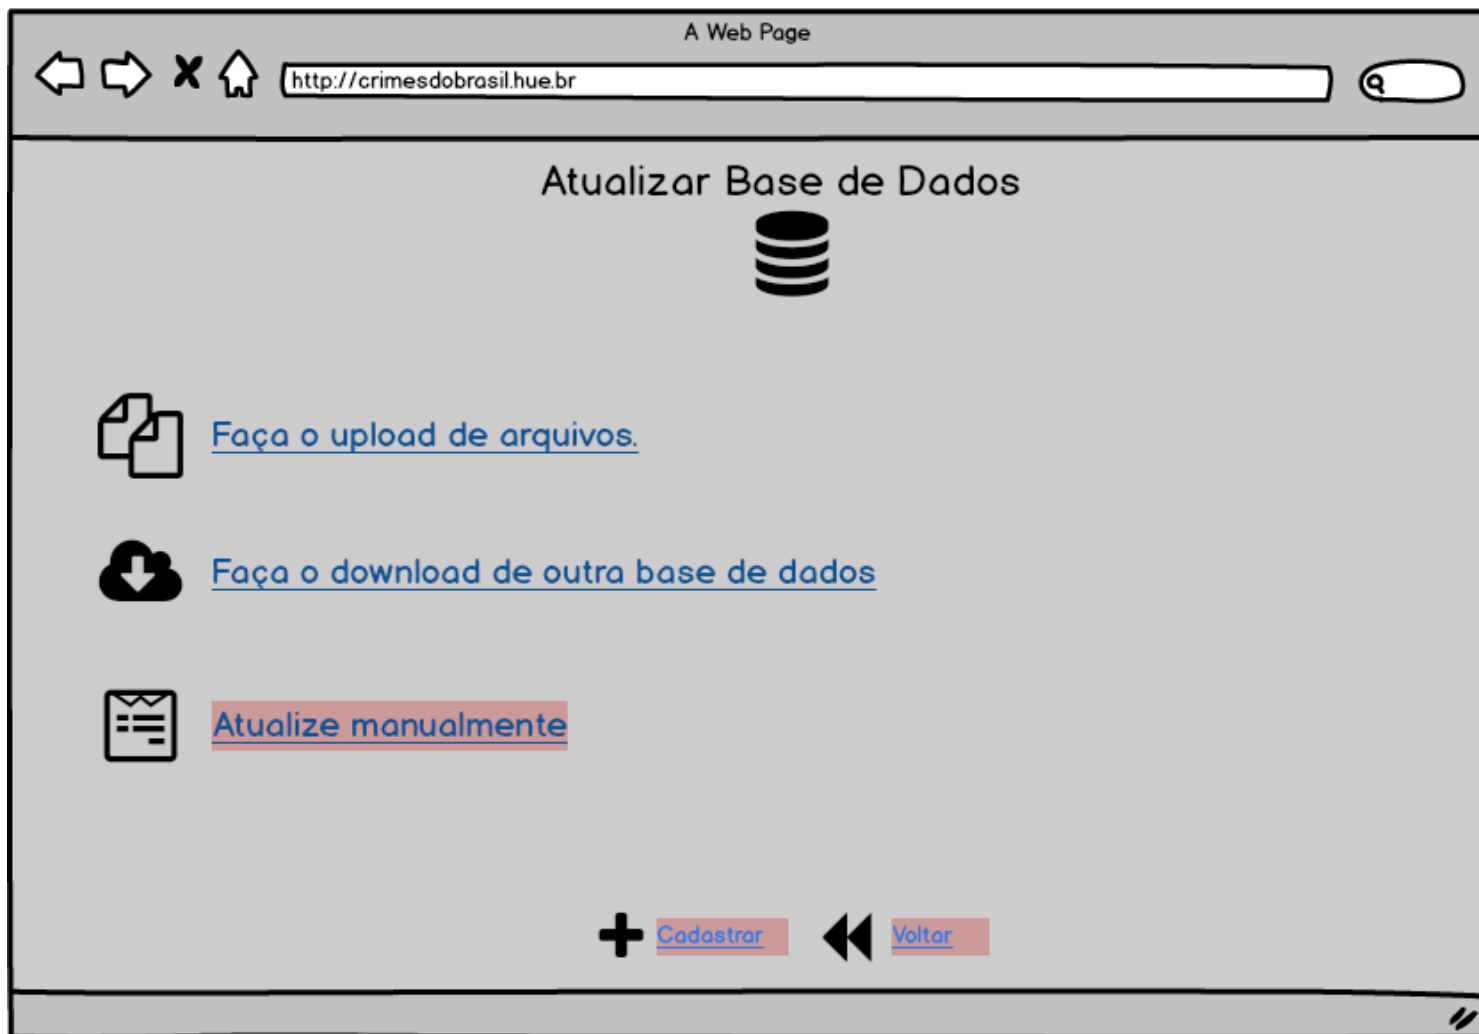 A Web Page
http://crimesdobrasil.hue.br
Atualizar Base de Dados
Faça o upload de arquivos.
Faça o download de outra base de dados
Atualize manualmente
Cadastrar
Voltar